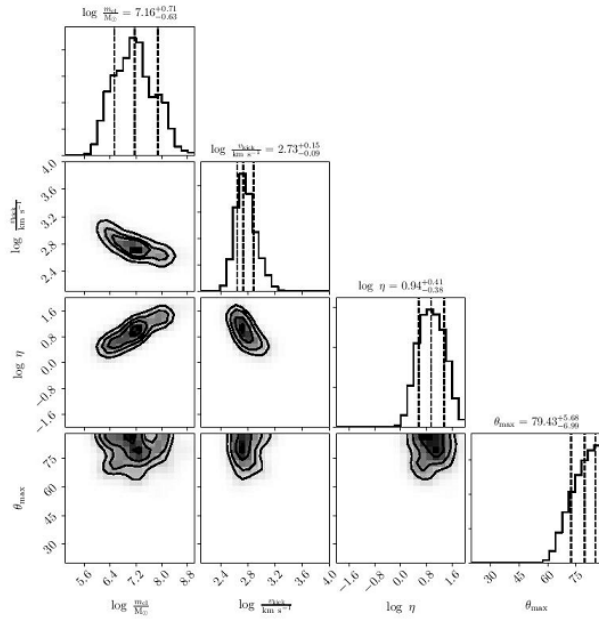 log m_cl/M_⊙ = 7.16^{+0.71}_{-0.63}
log v_kick/km s^{-1} = 2.73^{+0.15}_{-0.09}
log η = 0.94^{+0.41}_{-0.38}
θ_max = 79.43^{+5.68}_{-6.99}
4.0
3.6
3.2
2.8
2.4
log v_kick/km s^{-1}
1.6
0.8
0.0
−0.8
−1.6
log η
75
60
45
30
θ_max
5.6 6.4 7.2 8.0 8.8
2.4 2.8 3.2 3.6 4.0
−1.6 −0.8 0.0 0.8 1.6
30 45 60 75
log m_cl/M_⊙
log v_kick/km s^{-1}
log η
θ_max